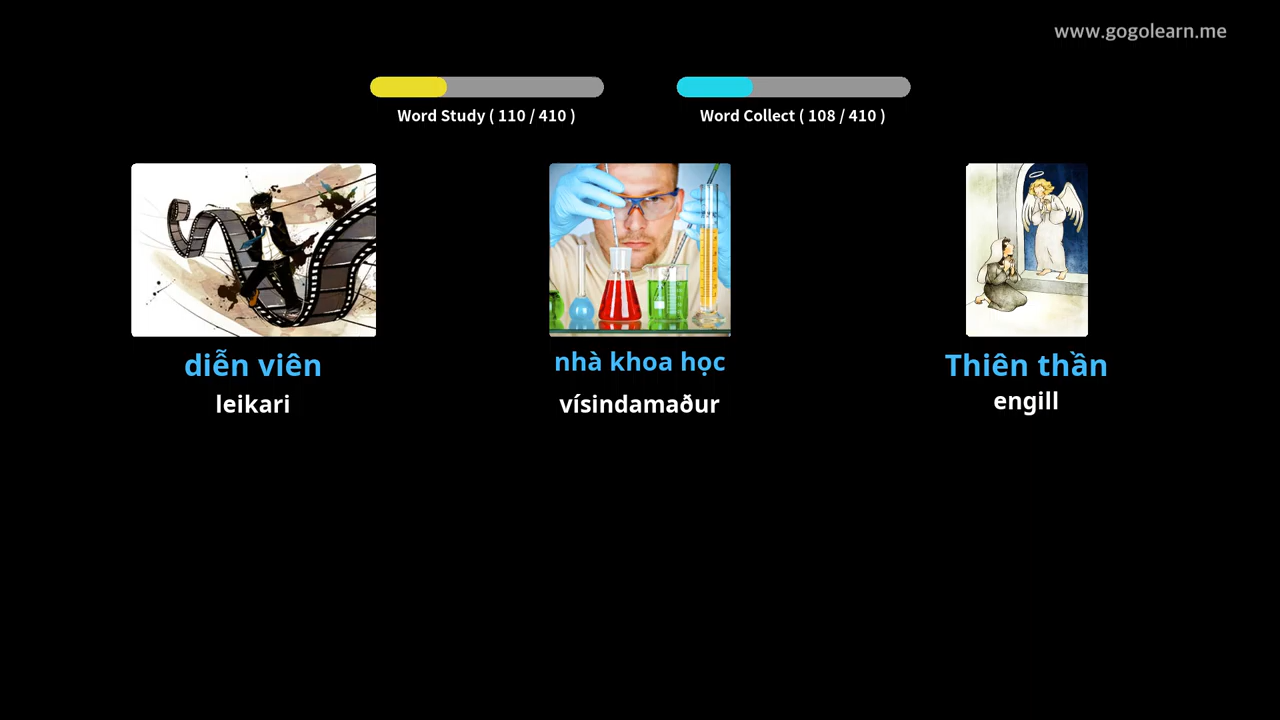 www.gogolearn.me
Word Study ( 110 / 410 )
Word Collect ( 108 / 410 )
diễn viên
nhà khoa học
Thiên thần
leikari
vísindamaður
engill